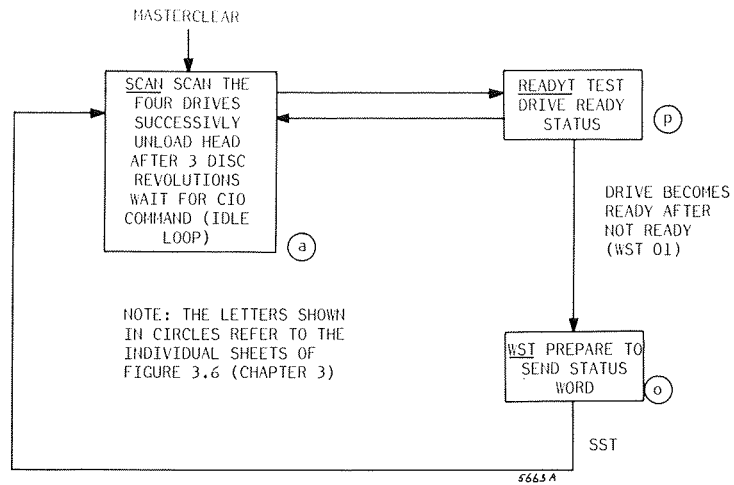 MASTERCLEAR
SCAN SCAN THE
FOUR DRIVES
SUCCESSIVLY
UNLOAD HEAD
AFTER 3 DISC
REVOLUTIONS
WAIT FOR CIO
COMMAND (IDLE
LOOP)
a
READYT TEST
DRIVE READY
STATUS
p
DRIVE BECOMES
READY AFTER
NOT READY
(WST 01)
NOTE: THE LETTERS SHOWN
IN CIRCLES REFER TO THE
INDIVIDUAL SHEETS OF
FIGURE 3.6 (CHAPTER 3)
WST PREPARE TO
SEND STATUS
WORD
o
SST
5663A